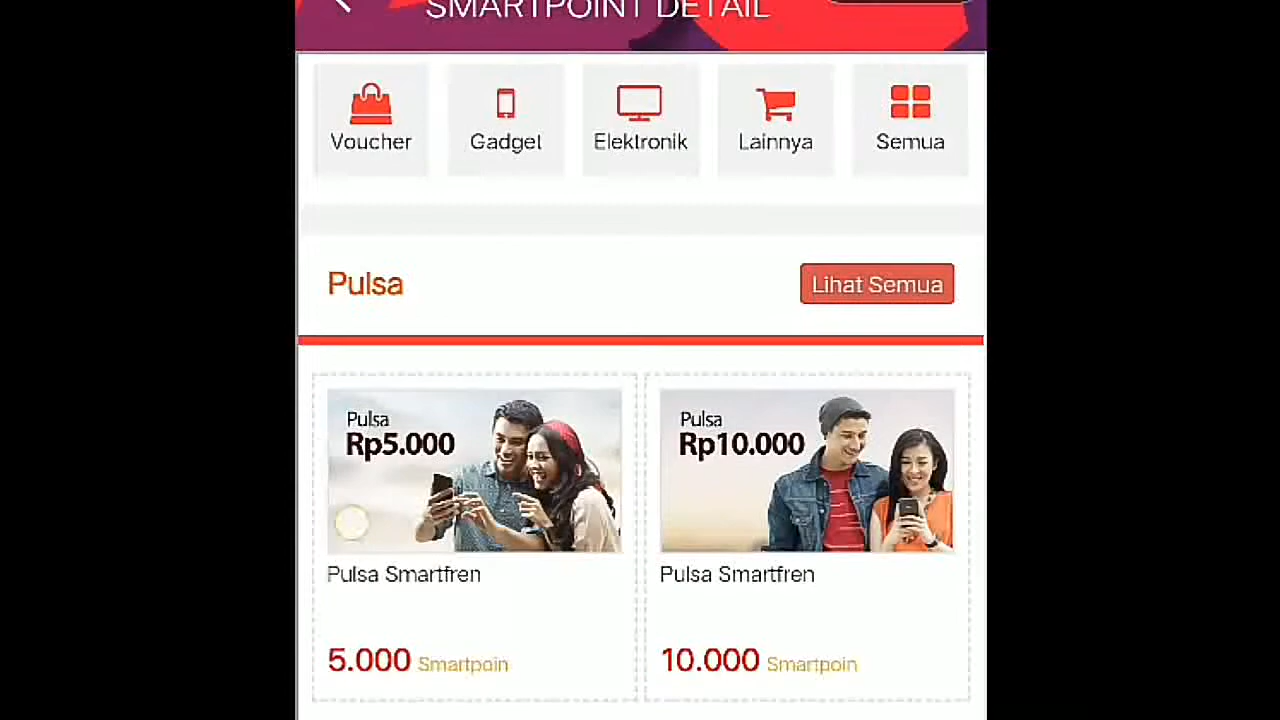 SMARTPOINT DETAIL
Voucher
Gadget
Elektronik
Lainnya
Semua
Pulsa
Lihat Semua
Pulsa
Rp5.000
Pulsa
Rp10.000
Pulsa Smartfren
Pulsa Smartfren
5.000 Smartpoin
10.000 Smartpoin